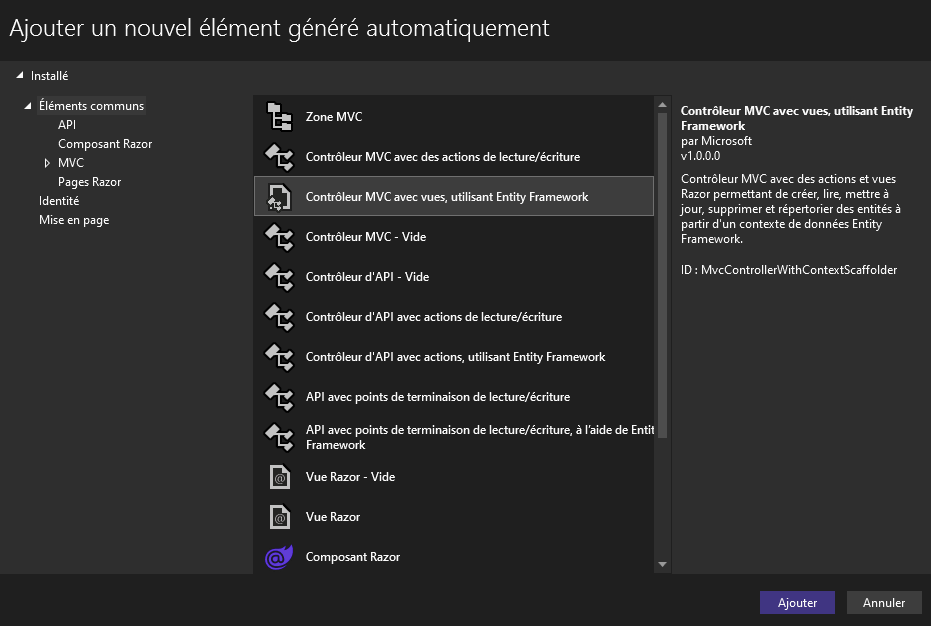 Ajouter un nouvel élément généré automatiquement
Installé
Éléments communs
API
Composant Razor
MVC
Pages Razor
Identité
Mise en page
Zone MVC
Contrôleur MVC avec des actions de lecture/écriture
Contrôleur MVC avec vues, utilisant Entity Framework
Contrôleur MVC - Vide
Contrôleur d'API - Vide
Contrôleur d'API avec actions de lecture/écriture
Contrôleur d'API avec actions, utilisant Entity Framework
API avec points de terminaison de lecture/écriture
API avec points de terminaison de lecture/écriture, à l’aide de Entit
Framework
Vue Razor - Vide
Vue Razor
Composant Razor
Contrôleur MVC avec vues, utilisant Entity
Framework
par Microsoft
v1.0.0.0
Contrôleur MVC avec des actions et vues
Razor permettant de créer, lire, mettre à
jour, supprimer et répertorier des entités à
partir d'un contexte de données Entity
Framework.
ID : MvcControllerWithContextScaffolder
Ajouter
Annuler